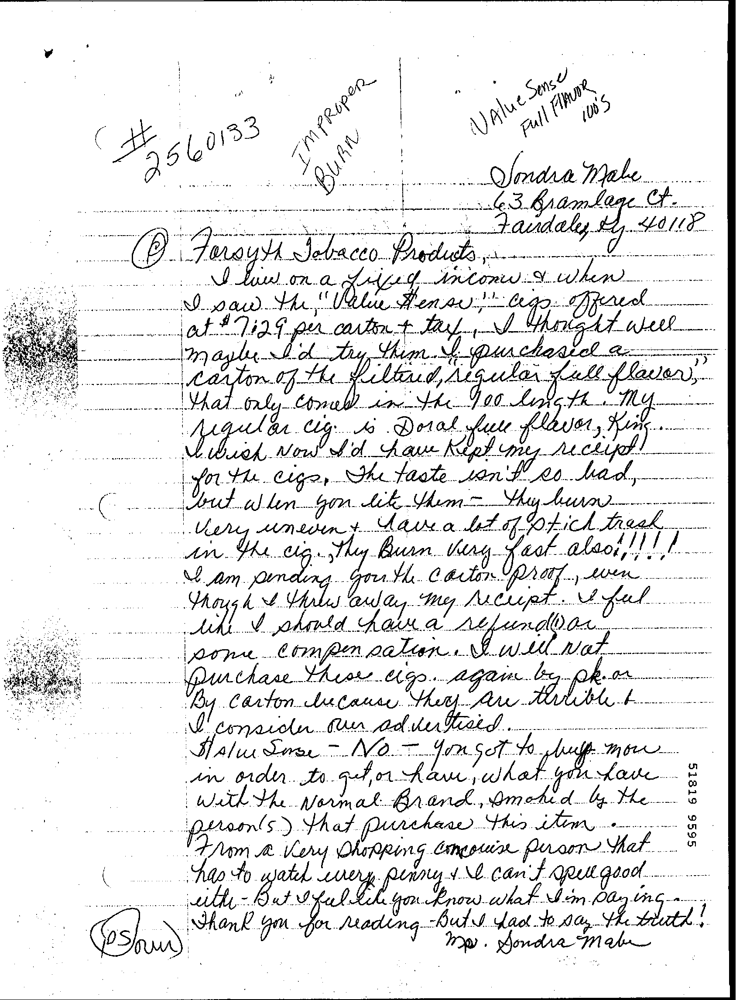 # 2560133
IMPROPER
BURN
VALUE Sense
Full FlAVOR
100's
Sondra Mabe
63 Bramlage Ct.
Fairdale, Ky 40118
P Forsyth Tobacco Products,
I live on a fixed income & when
I saw the, "Value Sense," cigs offered
at $7.29 per carton + tax, I thought well
maybe I'd try them. I purchased a
carton of the filtered, "regular full flavor,"
that only comes in the 100 length. My
regular cig. is Doral full flavor, King.
I wish now I'd have kept my receipt
for the cigs. The taste isn't so bad,
but when you lite them - they burn
very uneven + have a lot of stick trash
in the cig., they Burn very fast also!!!!!
I am sending you the carton proof, even
though I threw away my receipt. I feel
like I should have a refund or
some compensation. I will not
purchase these cigs. again by pk. or
By carton because they are terrible &
I consider over advertised.
Value Sense - No - you got to buy more
in order to get, or have, what you have
with the Normal Brand, smoked by the
person(s) that purchase this item.
From a very shopping concouise person that
has to watch every penny & I can't spell good
eithe - But I feel like you know what I'm saying.
Thank you for reading - But I had to say the truth!
Sondra Mabe
(PS over)
51819 9595